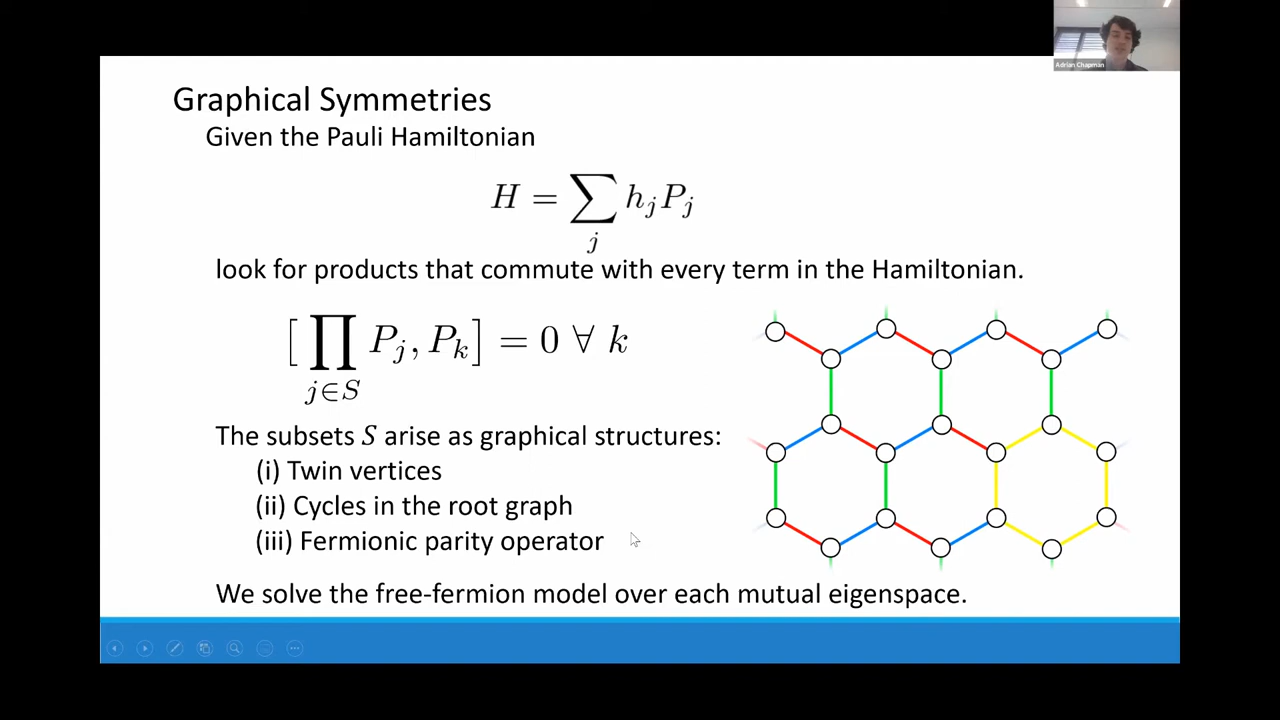 Adrian Chapman
Graphical Symmetries
Given the Pauli Hamiltonian
H = ∑_j h_j P_j
look for products that commute with every term in the Hamiltonian.
[ ∏_{j∈S} P_j, P_k ] = 0 ∀ k
The subsets S arise as graphical structures:
(i) Twin vertices
(ii) Cycles in the root graph
(iii) Fermionic parity operator
We solve the free-fermion model over each mutual eigenspace.